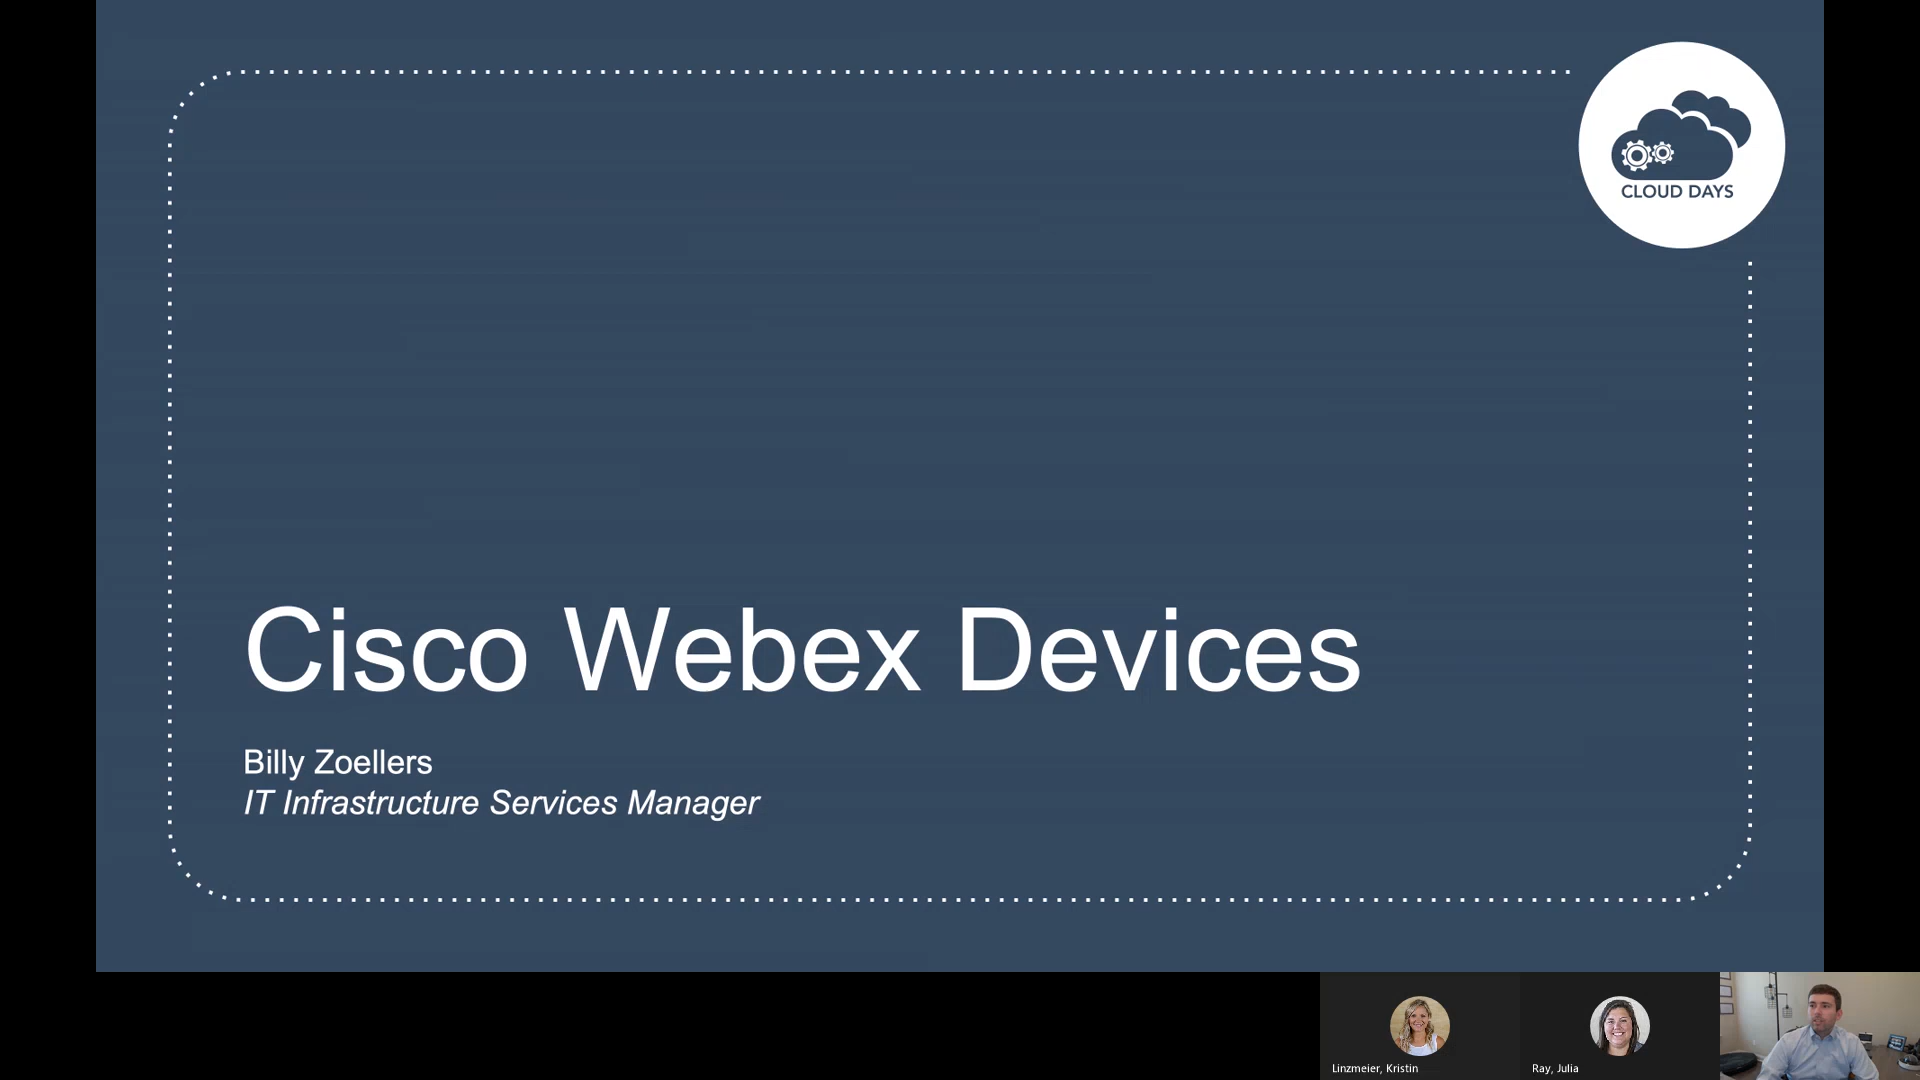 CLOUD DAYS
Cisco Webex Devices
Billy Zoellers
IT Infrastructure Services Manager
Linzmeier, Kristin
Ray, Julia